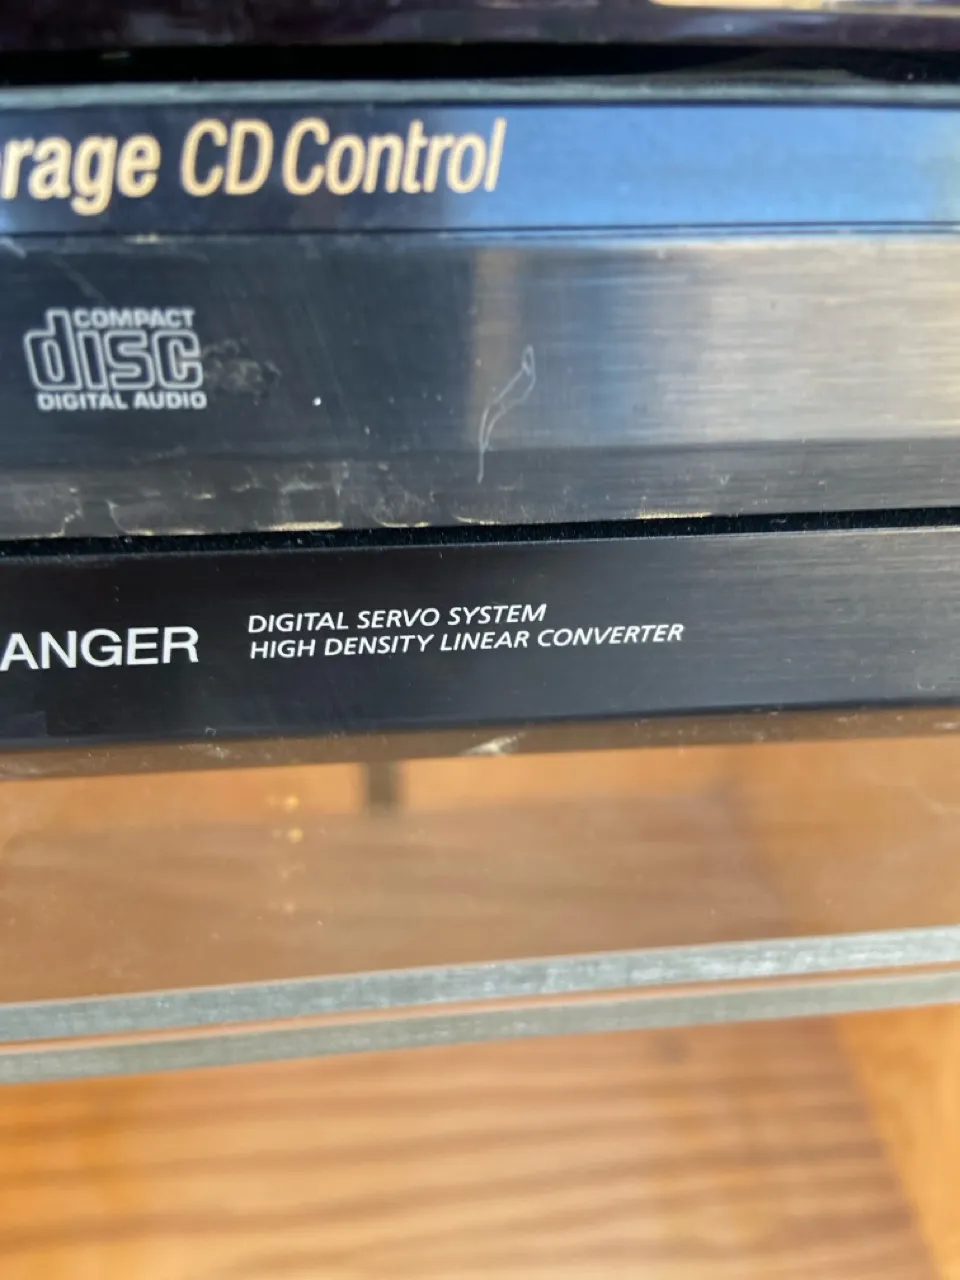 rage CD Control
COMPACT
disc
DIGITAL AUDIO
ANGER
DIGITAL SERVO SYSTEM
HIGH DENSITY LINEAR CONVERTER